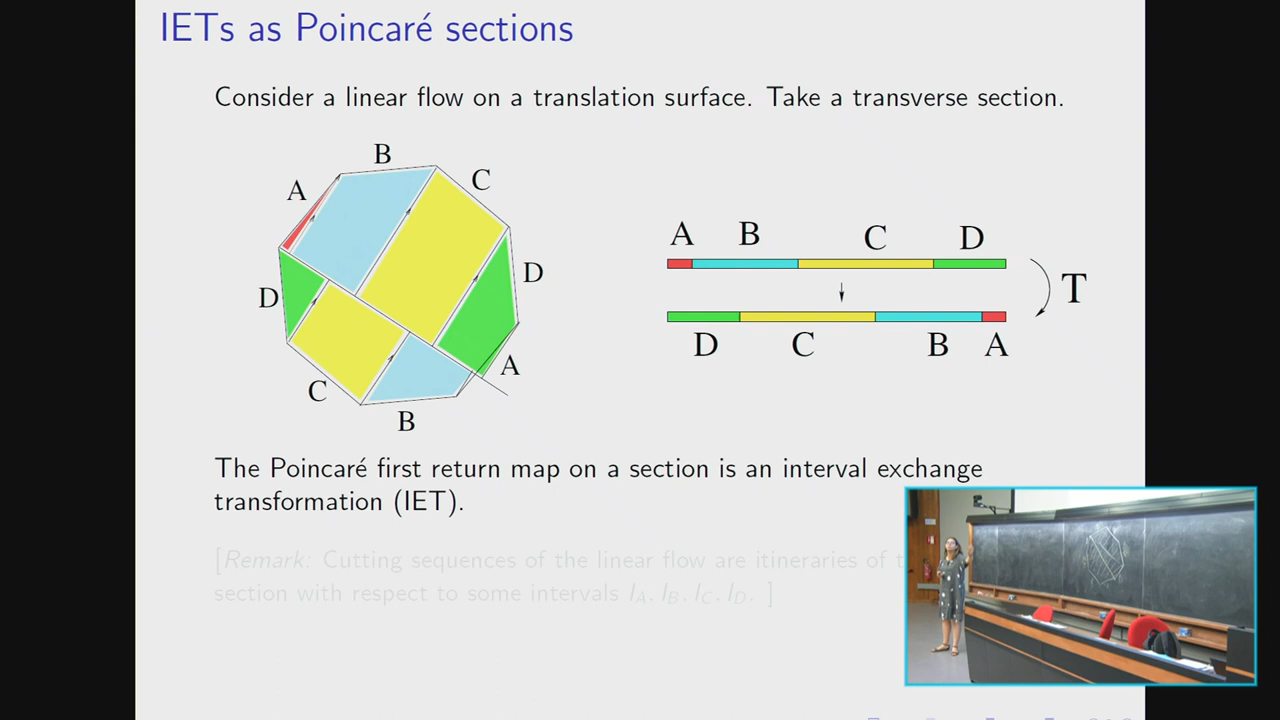 IETs as Poincaré sections
Consider a linear flow on a translation surface. Take a transverse section.
B
A
C
D
D
A
C
B
A B C D
T
D C B A
The Poincaré first return map on a section is an interval exchange
transformation (IET).
[Remark: Cutting sequences of the linear flow are itineraries of
section with respect to some intervals I_A, I_B, I_C, I_D. ]